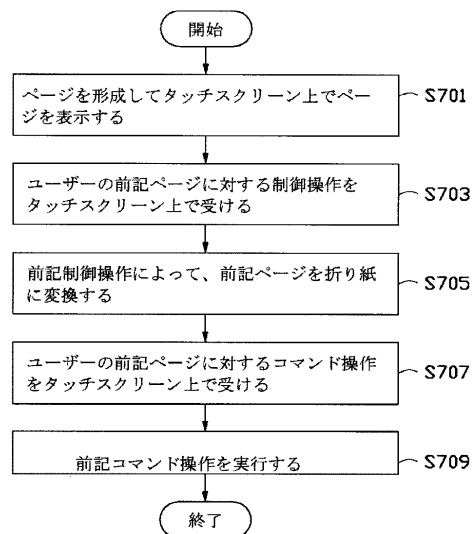 開始
ページを形成してタッチスクリーン上でペ
ージを表示する
S701
ユーザーの前記ページに対する制御操作を
タッチスクリーン上で受ける
S703
前記制御操作によって、前記ページを折り紙
に変換する
S705
ユーザーの前記ページに対するコマンド操作
をタッチスクリーン上で受ける
S707
前記コマンド操作を実行する
S709
終了